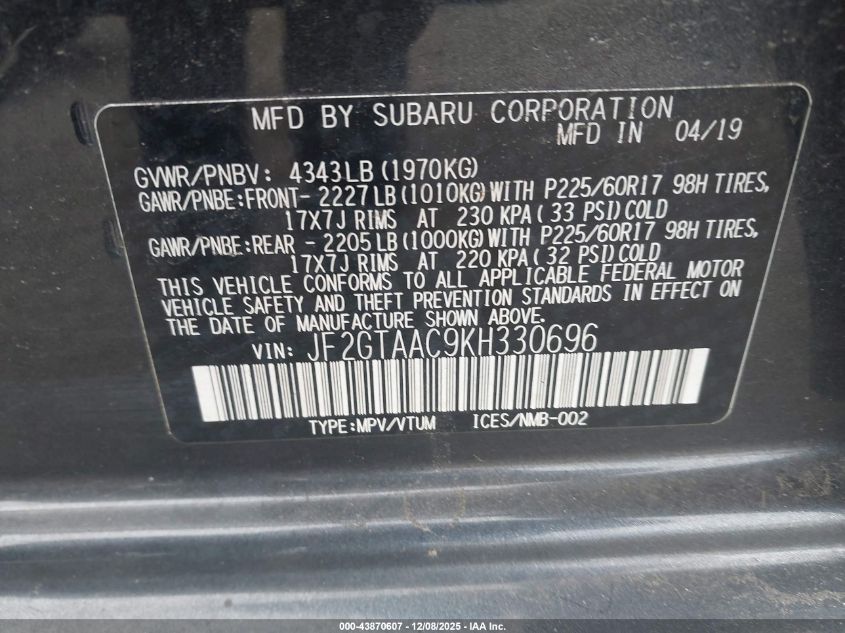 MFD BY SUBARU CORPORATION
MFD IN 04/19
GVWR/PNBV: 4343LB(1970KG)
GAWR/PNBE:FRONT- 2227LB(1010KG)WITH P225/60R17 98H TIRES,
17X7J RIMS AT 230 KPA( 33 PSI)COLD
GAWR/PNBE:REAR - 2205LB(1000KG)WITH P225/60R17 98H TIRES,
17X7J RIMS AT 220 KPA( 32 PSI)COLD
THIS VEHICLE CONFORMS TO ALL APPLICABLE FEDERAL MOTOR
VEHICLE SAFETY AND THEFT PREVENTION STANDARDS IN EFFECT ON
THE DATE OF MANUFACTURE SHOWN ABOVE.
VIN: JF2GTAAC9KH330696
TYPE:MPV/VTUM ICES/NMB-002
000-43870607 - 12/08/2025 - IAA Inc.